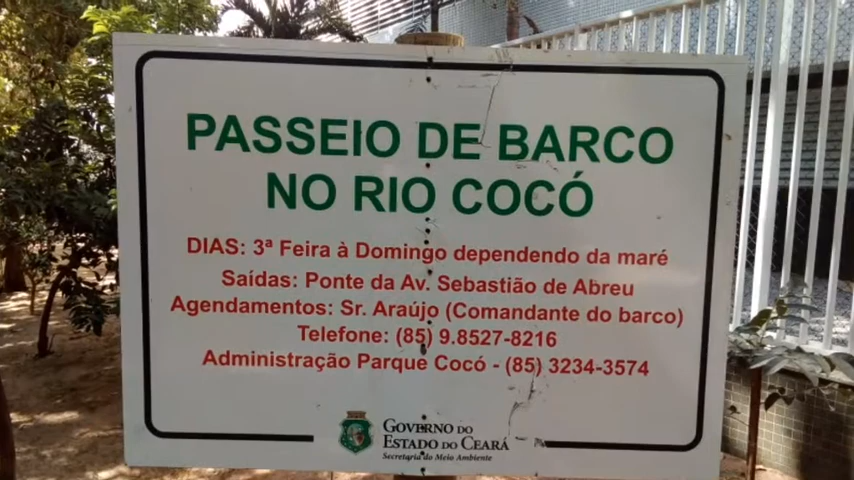 PASSEIO DE BARCO
NO RIO COCÓ
DIAS: 3ª Feira à Domingo dependendo da maré
Saídas: Ponte da Av. Sebastião de Abreu
Agendamentos: Sr. Araújo (Comandante do barco)
Telefone: (85) 9.8527-8216
Administração Parque Cocó - (85) 3234-3574
GOVERNO DO
ESTADO DO CEARÁ
Secretaria do Meio Ambiente